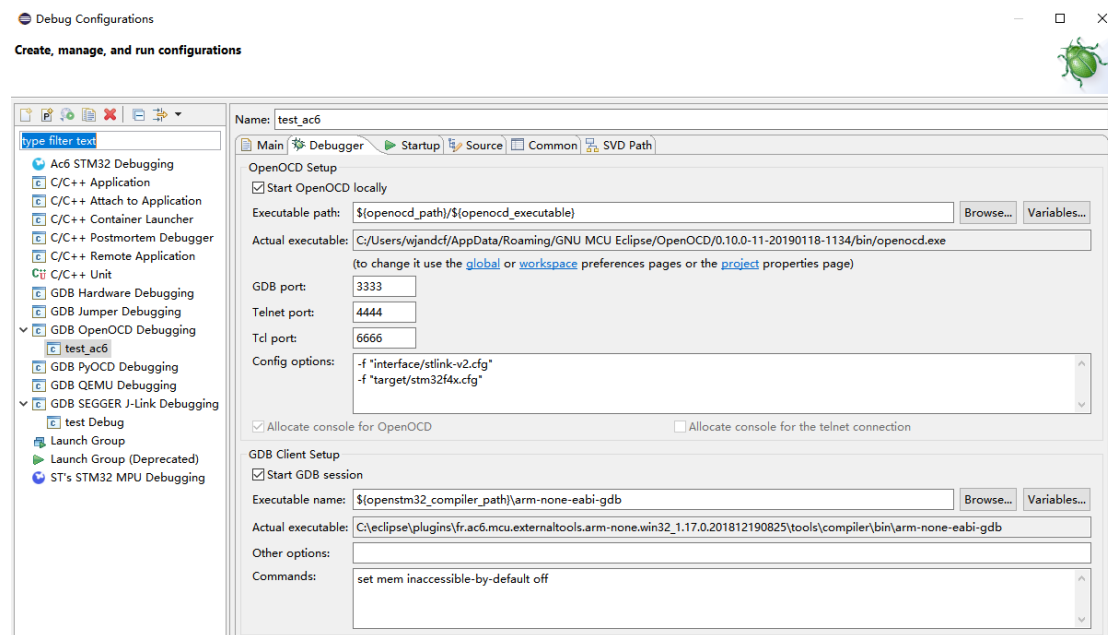 Debug Configurations
Create, manage, and run configurations
type filter text
Ac6 STM32 Debugging
C/C++ Application
C/C++ Attach to Application
C/C++ Container Launcher
C/C++ Postmortem Debugger
C/C++ Remote Application
C/C++ Unit
GDB Hardware Debugging
GDB Jumper Debugging
GDB OpenOCD Debugging
test_ac6
GDB PyOCD Debugging
GDB QEMU Debugging
GDB SEGGER J-Link Debugging
test Debug
Launch Group
Launch Group (Deprecated)
ST's STM32 MPU Debugging
Name: test_ac6
Main Debugger Startup Source Common SVD Path
OpenOCD Setup
Start OpenOCD locally
Executable path: ${openocd_path}/${openocd_executable} Browse... Variables...
Actual executable: C:/Users/wjandcf/AppData/Roaming/GNU MCU Eclipse/OpenOCD/0.10.0-11-20190118-1134/bin/openocd.exe
(to change it use the global or workspace preferences pages or the project properties page)
GDB port: 3333
Telnet port: 4444
Tcl port: 6666
Config options: -f "interface/stlink-v2.cfg"
-f "target/stm32f4x.cfg"
Allocate console for OpenOCD Allocate console for the telnet connection
GDB Client Setup
Start GDB session
Executable name: ${openstm32_compiler_path}\arm-none-eabi-gdb Browse... Variables...
Actual executable: C:\eclipse\plugins\fr.ac6.mcu.externaltools.arm-none.win32_1.17.0.201812190825\tools\compiler\bin\arm-none-eabi-gdb
Other options:
Commands: set mem inaccessible-by-default off